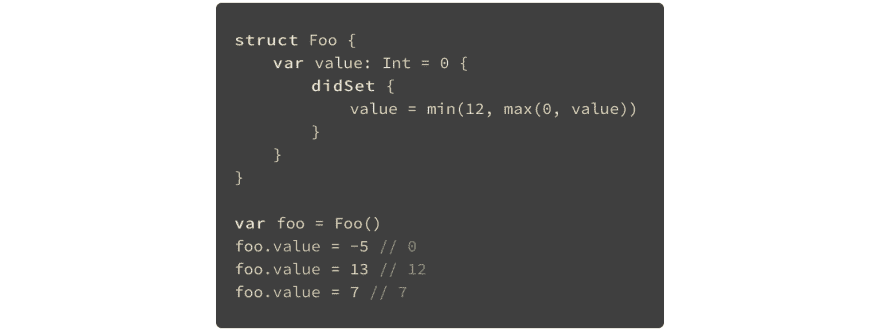 struct Foo {
    var value: Int = 0 {
        didSet {
            value = min(12, max(0, value))
        }
    }
}

var foo = Foo()
foo.value = -5 // 0
foo.value = 13 // 12
foo.value = 7 // 7